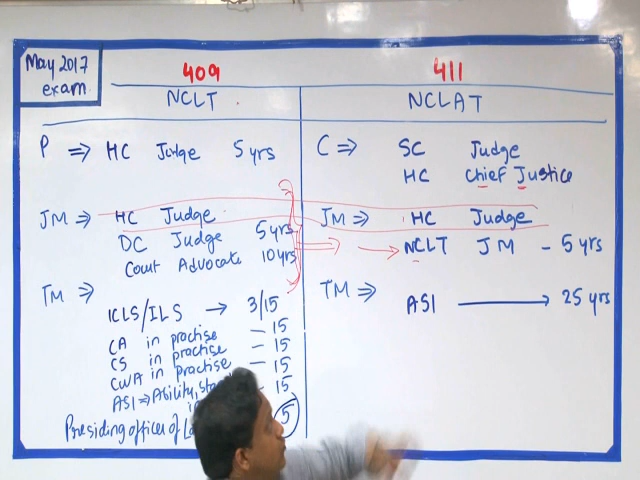 May 2017
exam
409
411
NCLT
NCLAT
P ⇒ HC Judge 5 yrs
C ⇒ SC Judge
HC Chief Justice
JM ⇒ HC Judge
DC Judge 5 yrs
Court Advocate 10 yrs
JM ⇒ HC Judge
→ NCLT JM - 5 yrs
TM ⇒
ICLS/ILS → 3/15
CA in practise - 15
CS in practise - 15
CWA in practise - 15
ASI ⇒ Ability, - 15
Presiding officer of 5
TM ⇒
ASI → 25 yrs